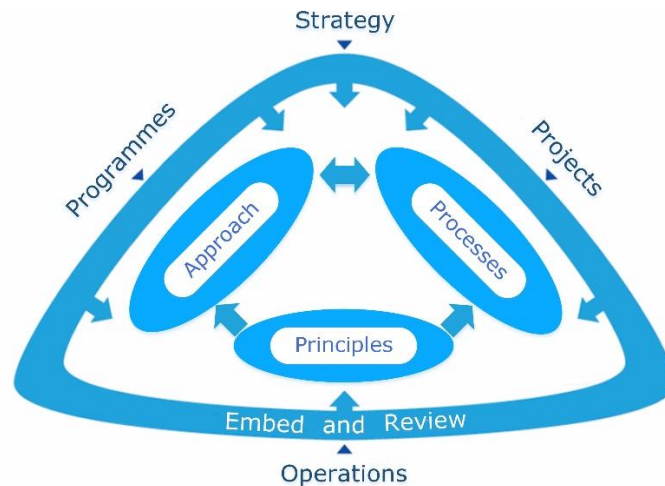 Strategy
Programmes
Projects
Approach
Processes
Principles
Embed and Review
Operations